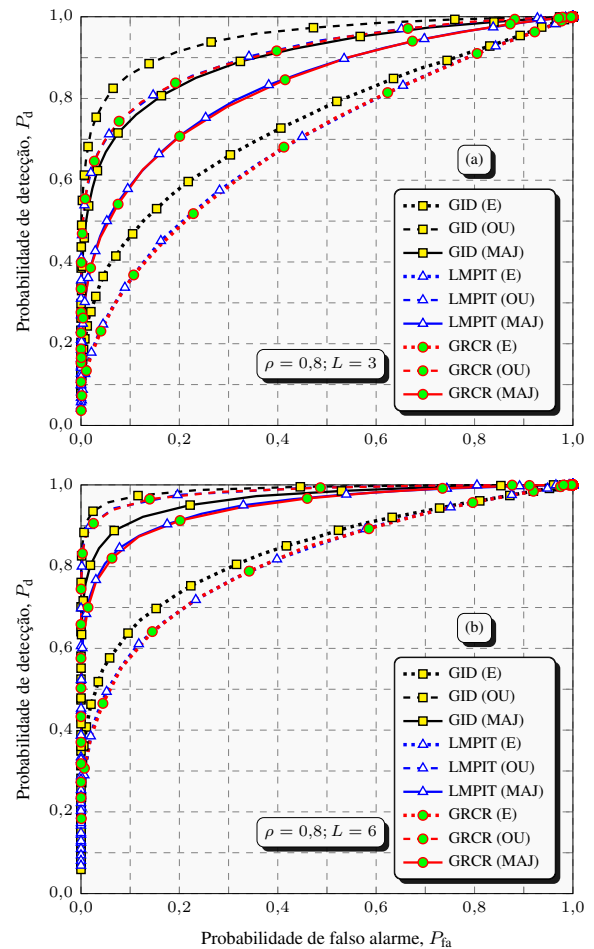 1,0
0,8
0,6
0,4
0,2
0,0
Probabilidade de detecção, P_d
(a)
GID (E)
GID (OU)
GID (MAJ)
LMPIT (E)
LMPIT (OU)
LMPIT (MAJ)
GRCR (E)
GRCR (OU)
GRCR (MAJ)
ρ = 0,8; L = 3
0,0 0,2 0,4 0,6 0,8 1,0
1,0
0,8
0,6
0,4
0,2
0,0
Probabilidade de detecção, P_d
(b)
GID (E)
GID (OU)
GID (MAJ)
LMPIT (E)
LMPIT (OU)
LMPIT (MAJ)
GRCR (E)
GRCR (OU)
GRCR (MAJ)
ρ = 0,8; L = 6
0,0 0,2 0,4 0,6 0,8 1,0
Probabilidade de falso alarme, P_fa